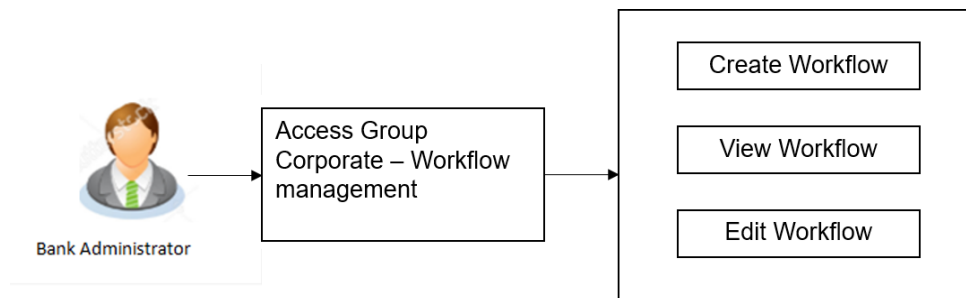 Create Workflow
Access Group
Corporate – Workflow
management
View Workflow
Edit Workflow
Bank Administrator